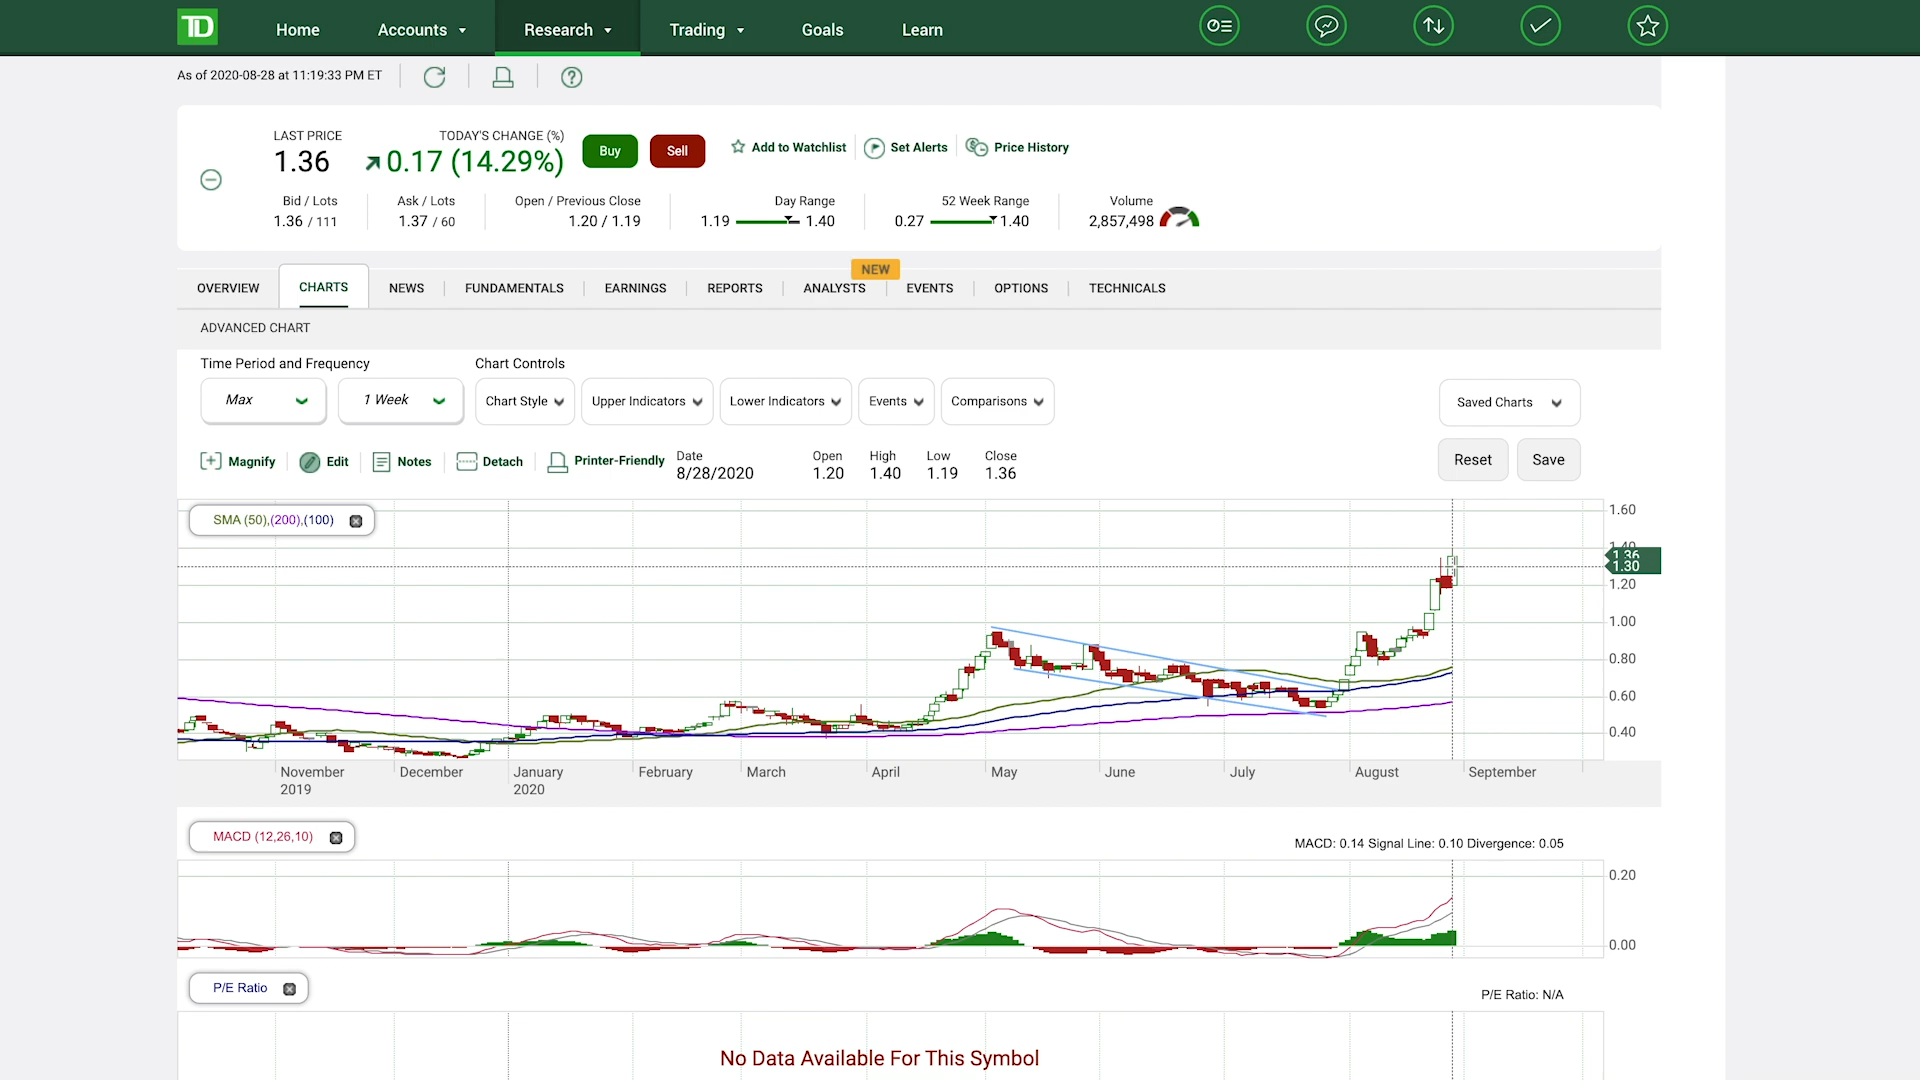 TD
Home Accounts Research Trading Goals Learn
As of 2020-08-28 at 11:19:33 PM ET
LAST PRICE TODAY'S CHANGE (%)
1.36 0.17 (14.29%) Buy Sell Add to Watchlist Set Alerts Price History
Bid / Lots Ask / Lots Open / Previous Close Day Range 52 Week Range Volume
1.36 / 111 1.37 / 60 1.20 / 1.19 1.19 1.40 0.27 1.40 2,857,498
NEW
OVERVIEW CHARTS NEWS FUNDAMENTALS EARNINGS REPORTS ANALYSTS EVENTS OPTIONS TECHNICALS
ADVANCED CHART
Time Period and Frequency Chart Controls
Max 1 Week Chart Style Upper Indicators Lower Indicators Events Comparisons Saved Charts
Magnify Edit Notes Detach Printer-Friendly Date Open High Low Close Reset Save
8/28/2020 1.20 1.40 1.19 1.36
1.60
SMA (50),(200),(100)
1.40
1.36
1.30
1.20
1.00
0.80
0.60
0.40
November December January February March April May June July August September
2019 2020
MACD (12,26,10)
MACD: 0.14 Signal Line: 0.10 Divergence: 0.05
0.20
0.00
P/E Ratio
P/E Ratio: N/A
No Data Available For This Symbol